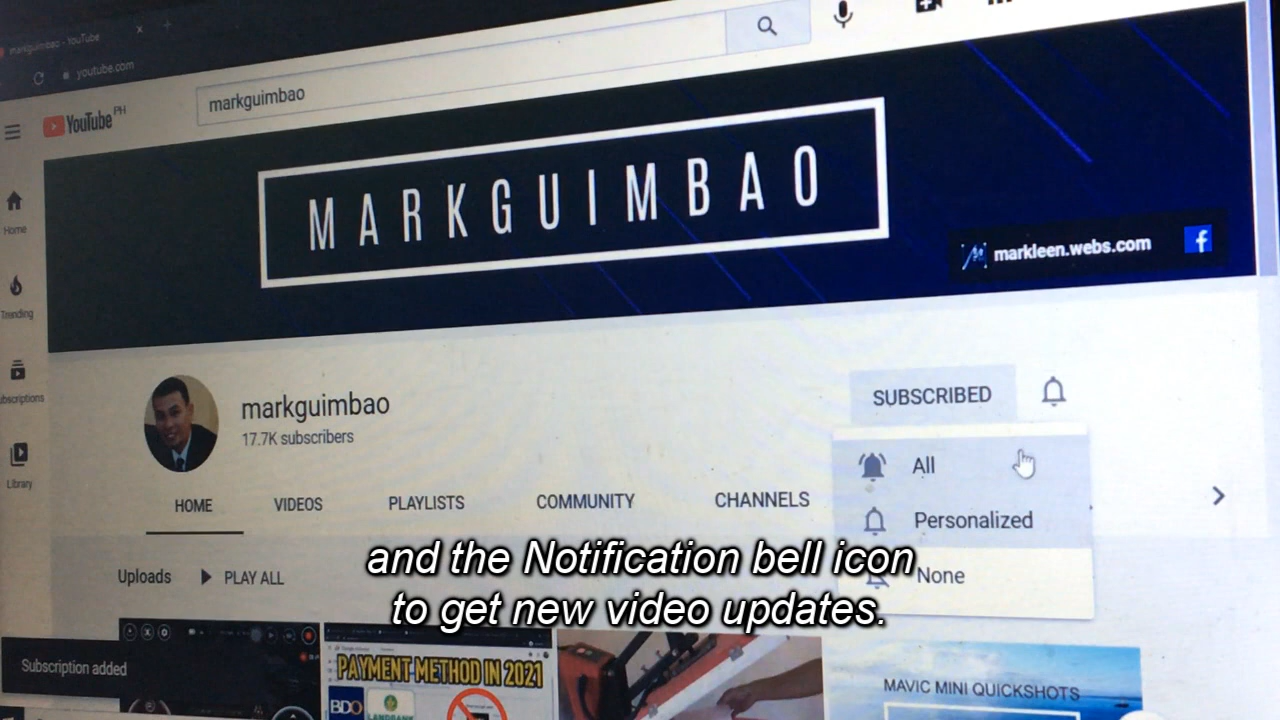 markguimbao - YouTube
youtube.com
YouTube PH
markguimbao
MARKGUIMBAO
markleen.webs.com
Home
Trending
Library
markguimbao
17.7K subscribers
SUBSCRIBED
All
Personalized
None
HOME
VIDEOS
PLAYLISTS
COMMUNITY
CHANNELS
Uploads
PLAY ALL
and the Notification bell icon
to get new video updates.
Subscription added
PAYMENT METHOD IN 2021
BDO
LANDBANK
MAVIC MINI QUICKSHOTS